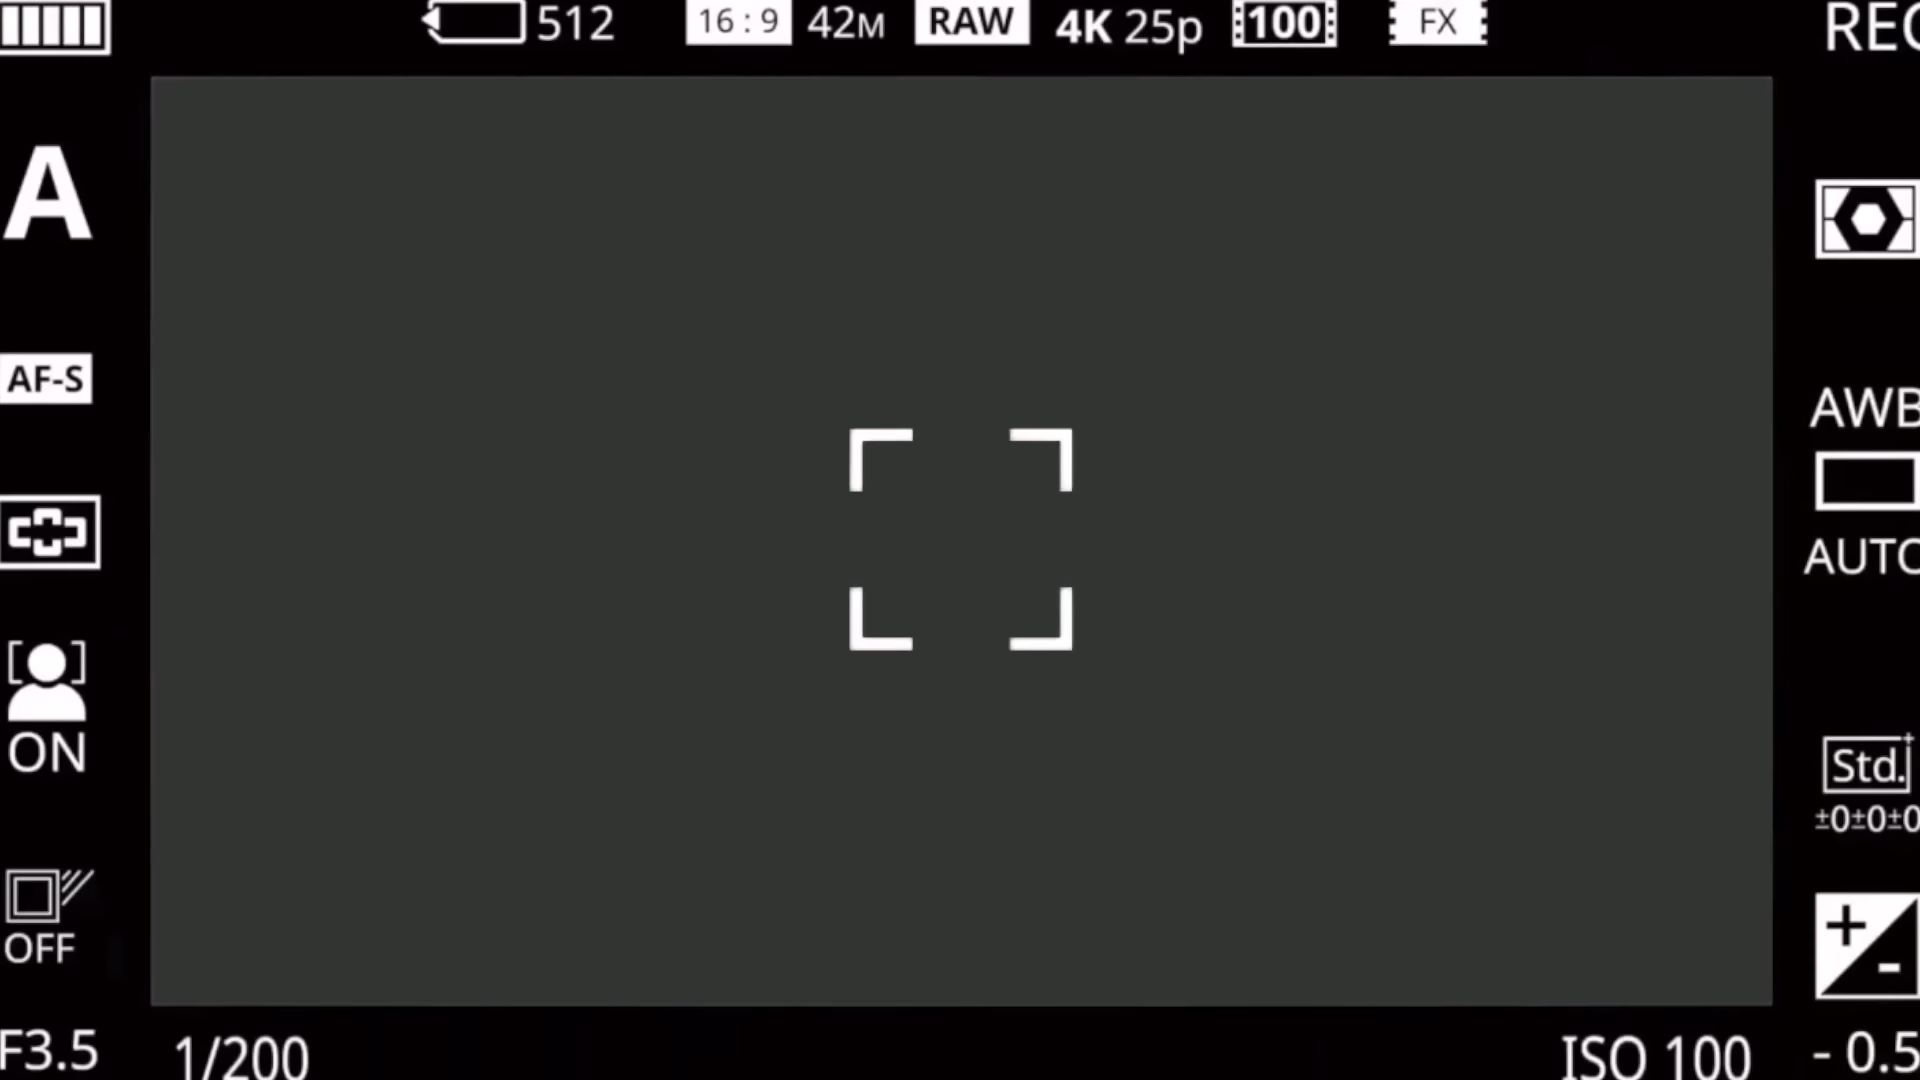 512 16:9 42M RAW 4K 25p 100 FX REC
A
AF-S
AWB
AUTO
ON
Std.+
±0±0±0
OFF
F3.5 1/200 ISO 100 - 0.5